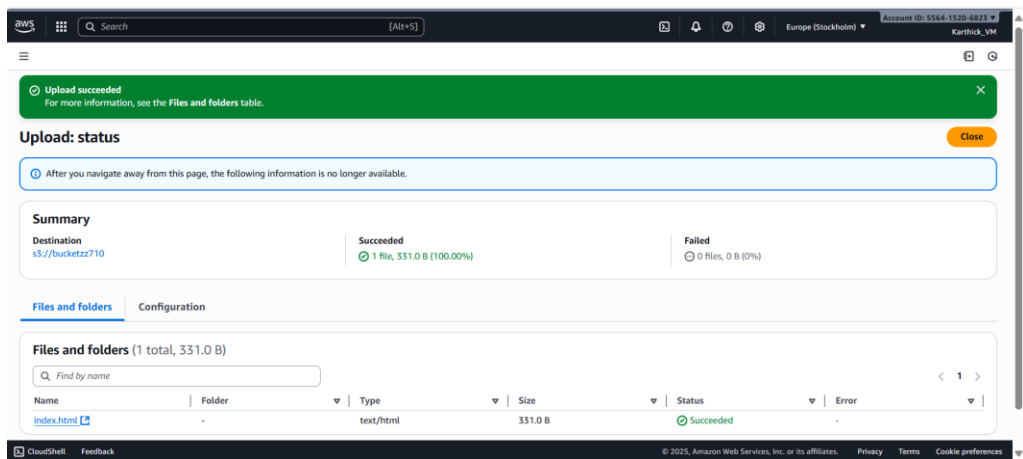 aws
Search [Alt+S]
Europe (Stockholm) ▼
Account ID: 5564-1520-6823 ▼
Karthick_VM
Upload succeeded
For more information, see the Files and folders table.
Upload: status
Close
After you navigate away from this page, the following information is no longer available.
Summary
Destination
s3://bucketzz710
Succeeded
1 file, 331.0 B (100.00%)
Failed
0 files, 0 B (0%)
Files and folders
Configuration
Files and folders (1 total, 331.0 B)
Find by name
1
Name Folder Type Size Status Error
index.html - text/html 331.0 B Succeeded -
CloudShell Feedback © 2025, Amazon Web Services, Inc. or its affiliates. Privacy Terms Cookie preferences